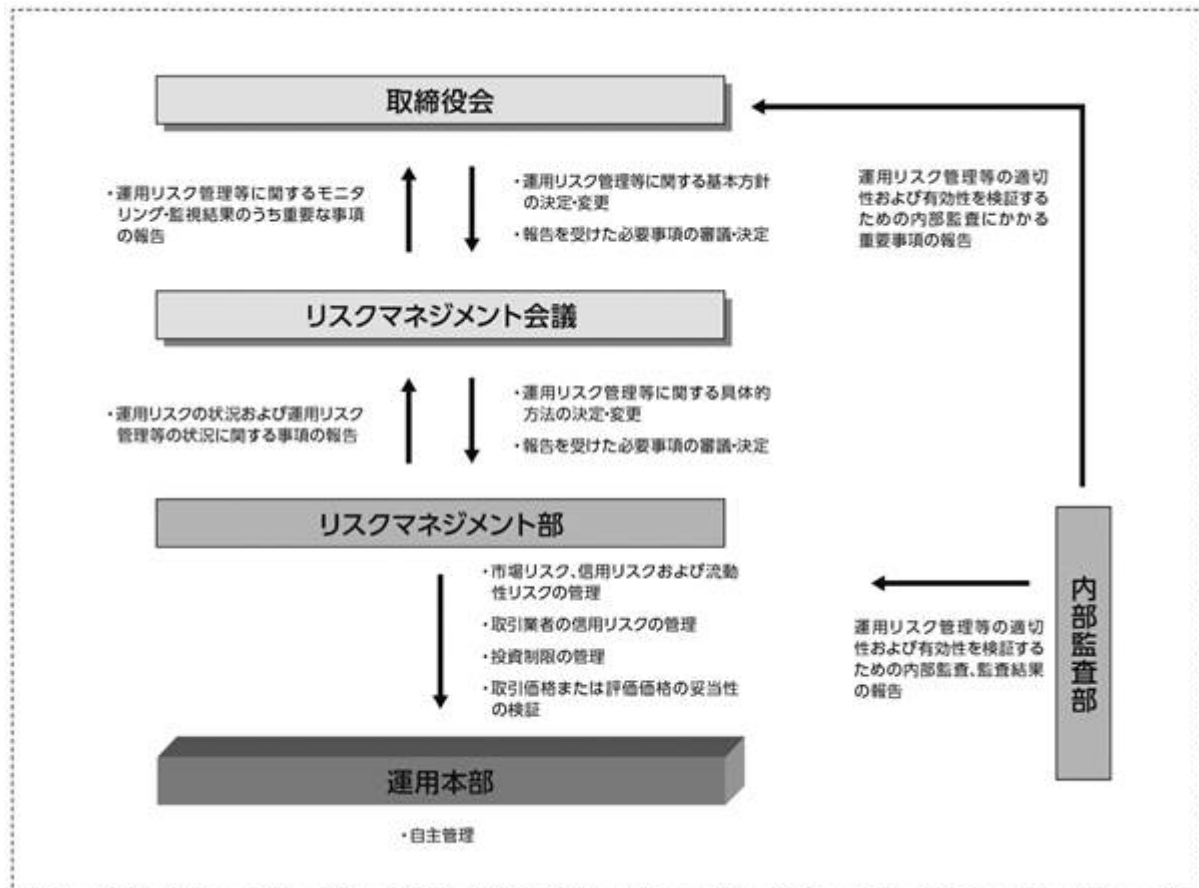 取締役会
・運用リスク管理等に関するモニタ
リング・監視結果のうち重要な事項
の報告
・運用リスク管理等に関する基本方針
の決定・変更
・報告を受けた必要事項の審議・決定
運用リスク管理等の適切
性および有効性を検証す
るための内部監査にかかる
重要事項の報告
リスクマネジメント会議
・運用リスクの状況および運用リスク
管理等の状況に関する事項の報告
・運用リスク管理等に関する具体的
方法の決定・変更
・報告を受けた必要事項の審議・決定
リスクマネジメント部
・市場リスク、信用リスクおよび流動
性リスクの管理
・取引業者の信用リスクの管理
・投資制限の管理
・取引価格または評価価格の妥当性
の検証
運用リスク管理等の適切
性および有効性を検証する
ための内部監査、監査結果
の報告
内部監査部
運用本部
・自主管理